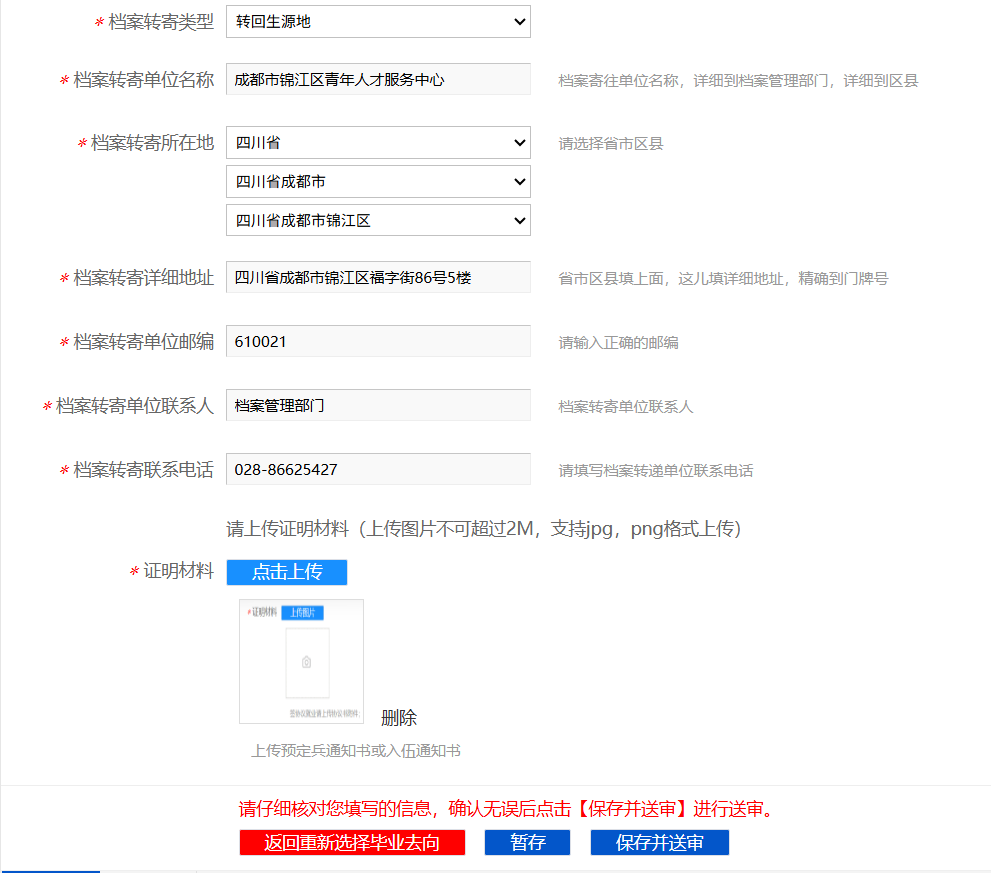 * 档案转寄类型 转回生源地
* 档案转寄单位名称 成都市锦江区青年人才服务中心 档案寄往单位名称，详细到档案管理部门，详细到区县
* 档案转寄所在地 四川省 请选择省市区县
四川省成都市
四川省成都市锦江区
* 档案转寄详细地址 四川省成都市锦江区福字街86号5楼 省市区县填上面，这儿填详细地址，精确到门牌号
* 档案转寄单位邮编 610021 请输入正确的邮编
* 档案转寄单位联系人 档案管理部门 档案转寄单位联系人
* 档案转寄联系电话 028-86625427 请填写档案转递单位联系电话
请上传证明材料（上传图片不可超过2M，支持jpg，png格式上传）
* 证明材料 点击上传
* 证明材料 上传图片
删除
上传预定兵通知书或入伍通知书
请仔细核对您填写的信息，确认无误后点击【保存并送审】进行送审。
返回重新选择毕业去向 暂存 保存并送审